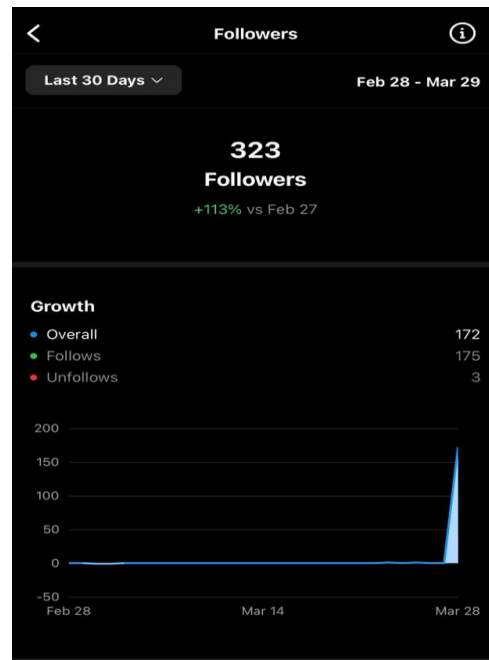 Followers
Last 30 Days
Feb 28 - Mar 29
323
Followers
+113% vs Feb 27
Growth
Overall 172
Follows 175
Unfollows 3
200
150
100
50
0
-50
Feb 28 Mar 14 Mar 28